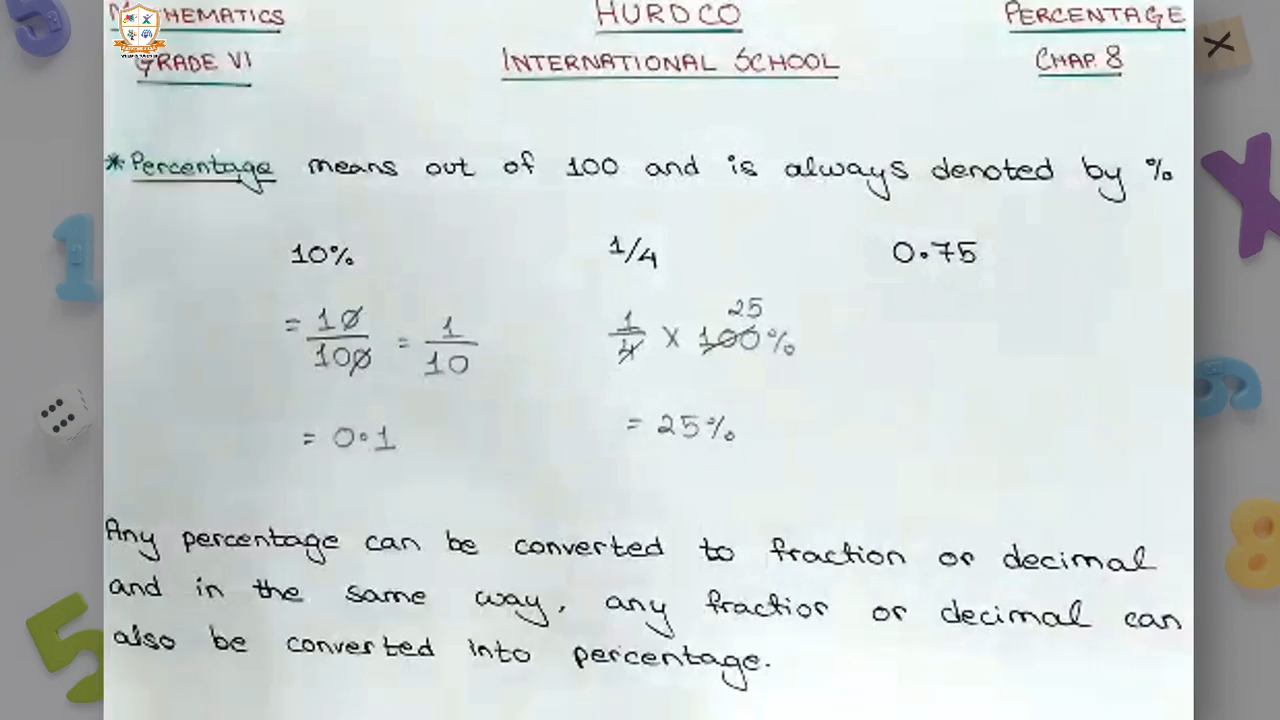 MATHEMATICS HURDCO PERCENTAGE
GRADE VI INTERNATIONAL SCHOOL CHAP. 8
* Percentage means out of 100 and is always denoted by %
10% 1/4 0.75
= 10/100 = 1/10 1/4 x 100% 25
= 0.1 = 25%
Any percentage can be converted to fraction or decimal
and in the same way, any fraction or decimal can
also be converted into percentage.